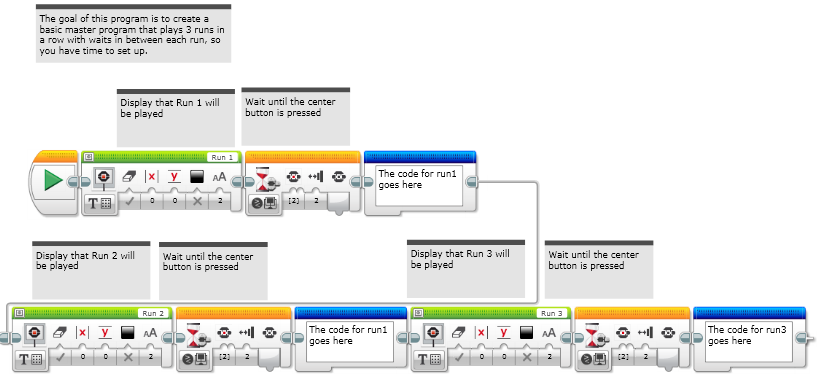 The goal of this program is to create a
basic master program that plays 3 runs in
a row with waits in between each run, so
you have time to set up.
Display that Run 1 will
be played
Wait until the center
button is pressed
Run 1
x y AA
The code for run1
goes here
T 0 0 2 [2] 2
Display that Run 2 will
be played
Wait until the center
button is pressed
Display that Run 3 will
be played
Wait until the center
button is pressed
Run 2
x y AA
The code for run1
goes here
T 0 0 2 [2] 2
Run 3
x y AA
The code for run3
goes here
T 0 0 2 [2] 2